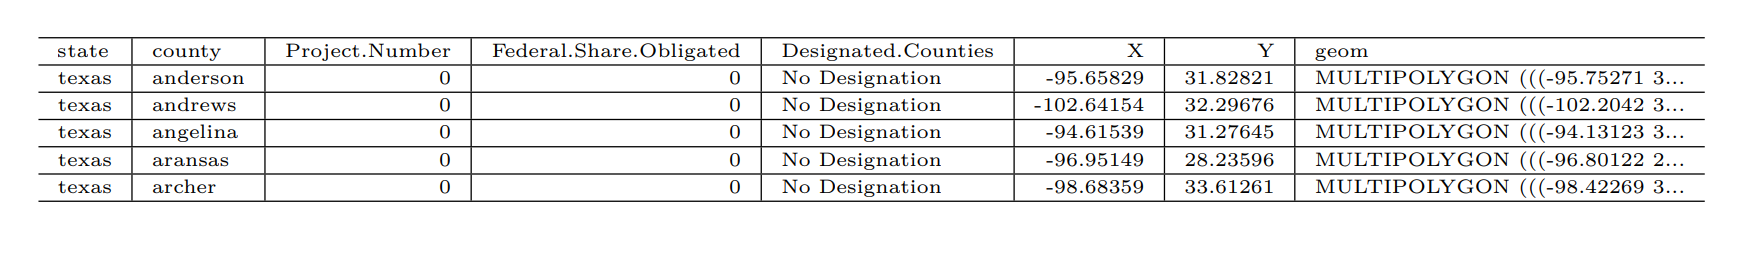 state county Project.Number Federal.Share.Obligated Designated.Counties X Y geom
texas anderson 0 0 No Designation -95.65829 31.82821 MULTIPOLYGON (((-95.75271 3...
texas andrews 0 0 No Designation -102.64154 32.29676 MULTIPOLYGON (((-102.2042 3...
texas angelina 0 0 No Designation -94.61539 31.27645 MULTIPOLYGON (((-94.13123 3...
texas aransas 0 0 No Designation -96.95149 28.23596 MULTIPOLYGON (((-96.80122 2...
texas archer 0 0 No Designation -98.68359 33.61261 MULTIPOLYGON (((-98.42269 3...